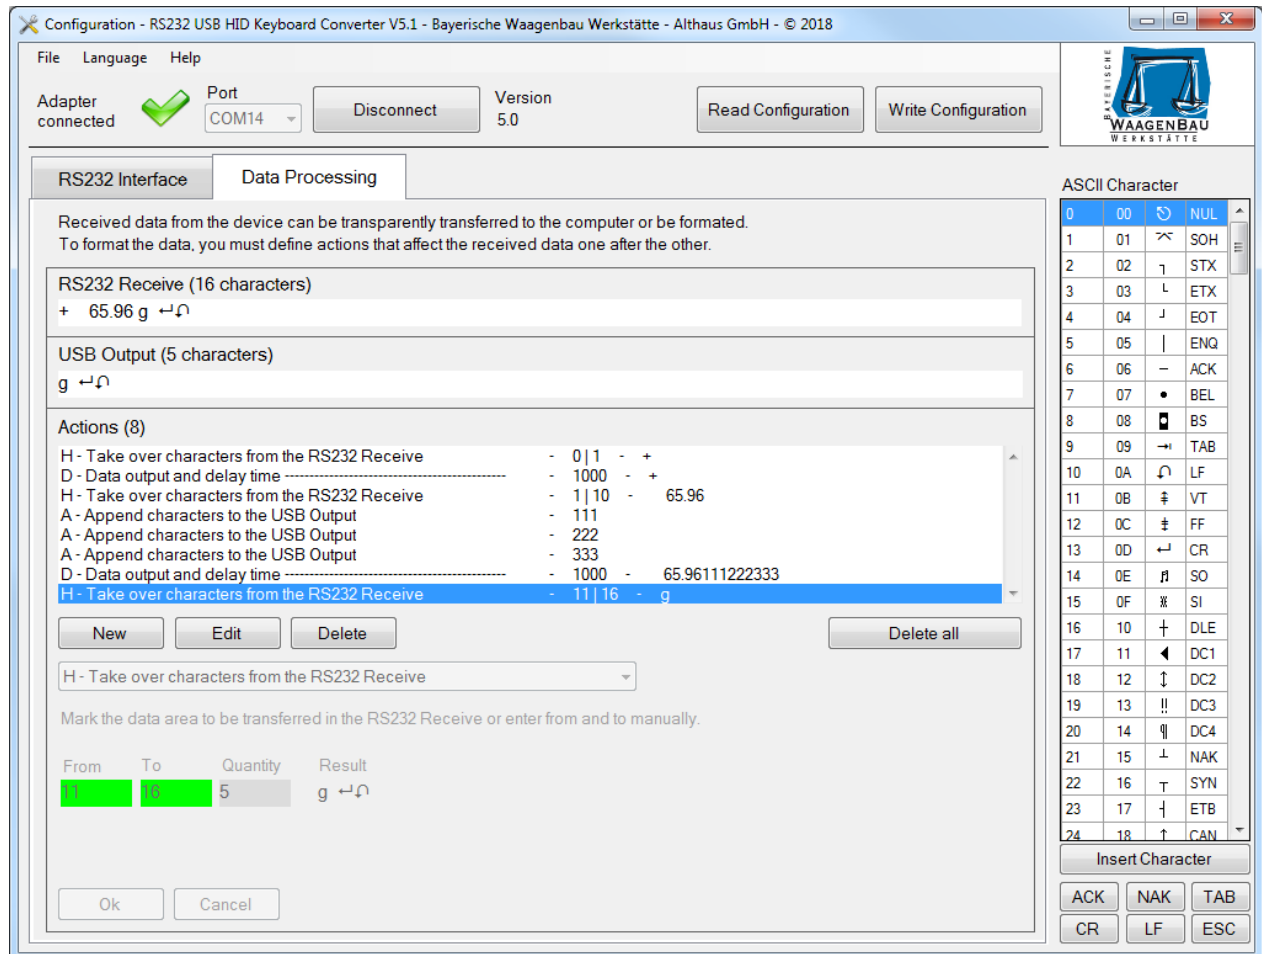 Configuration - RS232 USB HID Keyboard Converter V5.1 - Bayerische Waagenbau Werkstätte - Althaus GmbH - © 2018
File Language Help
Adapter connected
Port
COM14
Disconnect
Version
5.0
Read Configuration
Write Configuration
BAYERISCHE
WAAGENBAU
WERKSTÄTTE
RS232 Interface
Data Processing
Received data from the device can be transparently transferred to the computer or be formated.
To format the data, you must define actions that affect the received data one after the other.
RS232 Receive (16 characters)
+ 65.96 g ↵
USB Output (5 characters)
g ↵
Actions (8)
H - Take over characters from the RS232 Receive - 0 | 1 - +
D - Data output and delay time ------------------------------------------------ - 1000 - +
H - Take over characters from the RS232 Receive - 1 | 10 - 65.96
A - Append characters to the USB Output - 111
A - Append characters to the USB Output - 222
A - Append characters to the USB Output - 333
D - Data output and delay time ------------------------------------------------ - 1000 - 65.96111222333
H - Take over characters from the RS232 Receive - 11 | 16 - g
New
Edit
Delete
Delete all
H - Take over characters from the RS232 Receive
Mark the data area to be transferred in the RS232 Receive or enter from and to manually.
From To Quantity Result
11 16 5 g ↵
Ok
Cancel
ASCII Character
0 00 NUL
1 01 SOH
2 02 ┐ STX
3 03 └ ETX
4 04 ┘ EOT
5 05 │ ENQ
6 06 – ACK
7 07 • BEL
8 08 ◘ BS
9 09 TAB
10 0A LF
11 0B VT
12 0C FF
13 0D ↵ CR
14 0E SO
15 0F SI
16 10 ┼ DLE
17 11 ◄ DC1
18 12 ↕ DC2
19 13 ‼ DC3
20 14 ¶ DC4
21 15 ┴ NAK
22 16 ┬ SYN
23 17 ┤ ETB
24 18 ↑ CAN
Insert Character
ACK NAK TAB
CR LF ESC